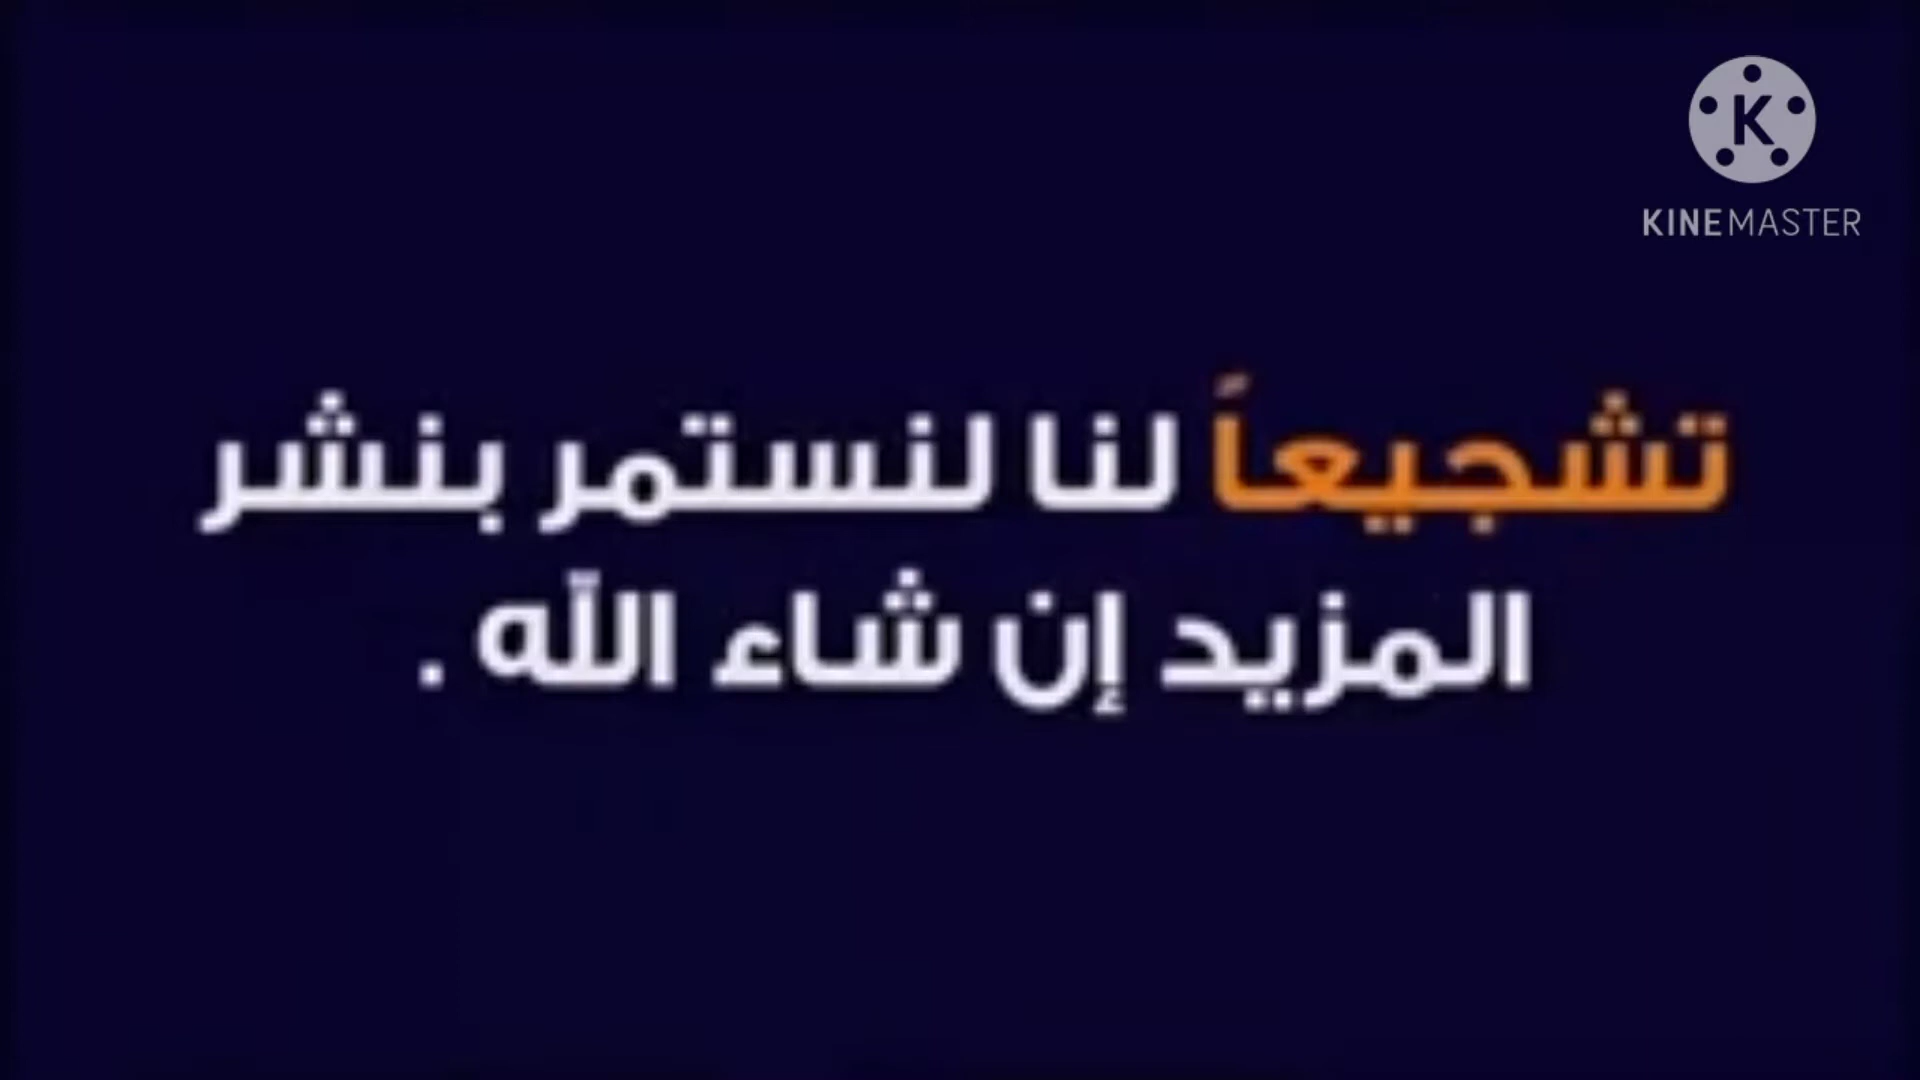 KINEMASTER
تشجيعاً لنا لنستمر بنشر
المزيد إن شاء الله .